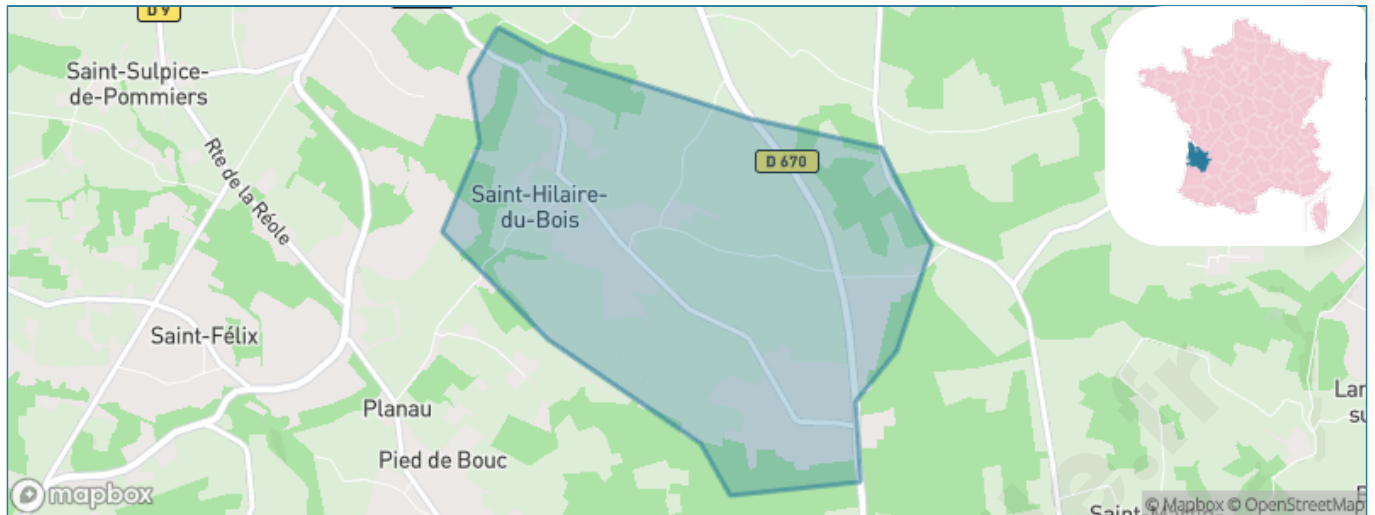 D 9
Saint-Sulpice-
de-Pommiers
Rte de la Réole
D 670
Saint-Hilaire-
du-Bois
Saint-Félix
Planau
Pied de Bouc
mapbox
© Mapbox © OpenStreetMap